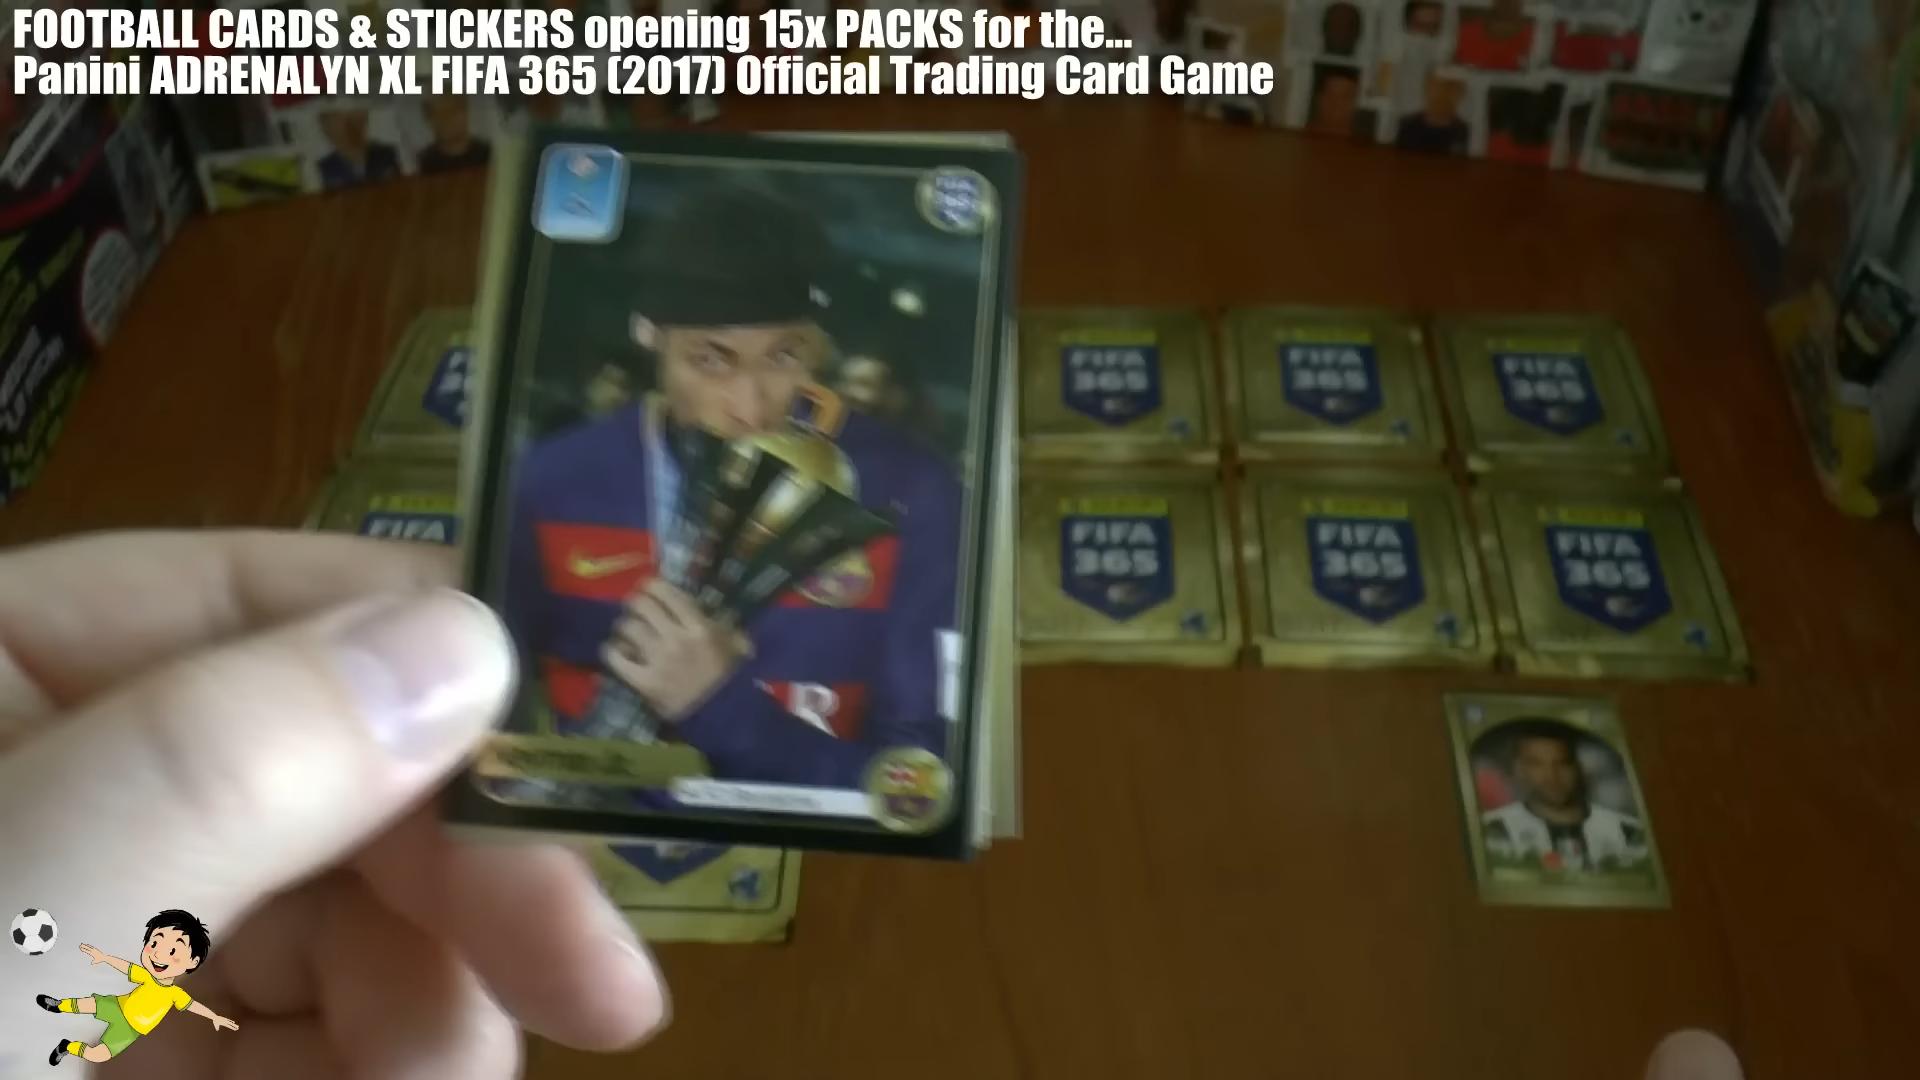 FOOTBALL CARDS & STICKERS opening 15x PACKS for the...
Panini ADRENALYN XL FIFA 365 (2017) Official Trading Card Game
FIFA
365
FIFA
365
FIFA
365
FIFA
FIFA
365
FIFA
365
FIFA
365